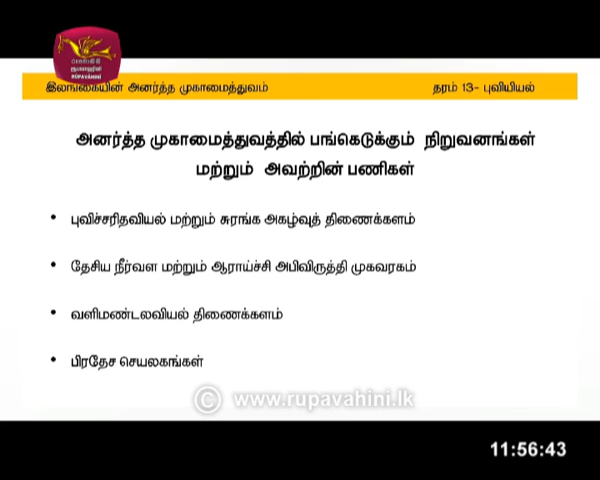 RUPAVAHINI
இலங்கையின் அனர்த்த முகாமைத்துவம் தரம் 13- புவியியல்
அனர்த்த முகாமைத்துவத்தில் பங்கெடுக்கும் நிறுவனங்கள்
மற்றும் அவற்றின் பணிகள்
• புவிச்சரிதவியல் மற்றும் சுரங்க அகழ்வுத் திணைக்களம்
• தேசிய நீர்வள மற்றும் ஆராய்ச்சி அபிவிருத்தி முகவரகம்
• வளிமண்டலவியல் திணைக்களம்
• பிரதேச செயலகங்கள்
© www.rupavahini.lk
11:56:43